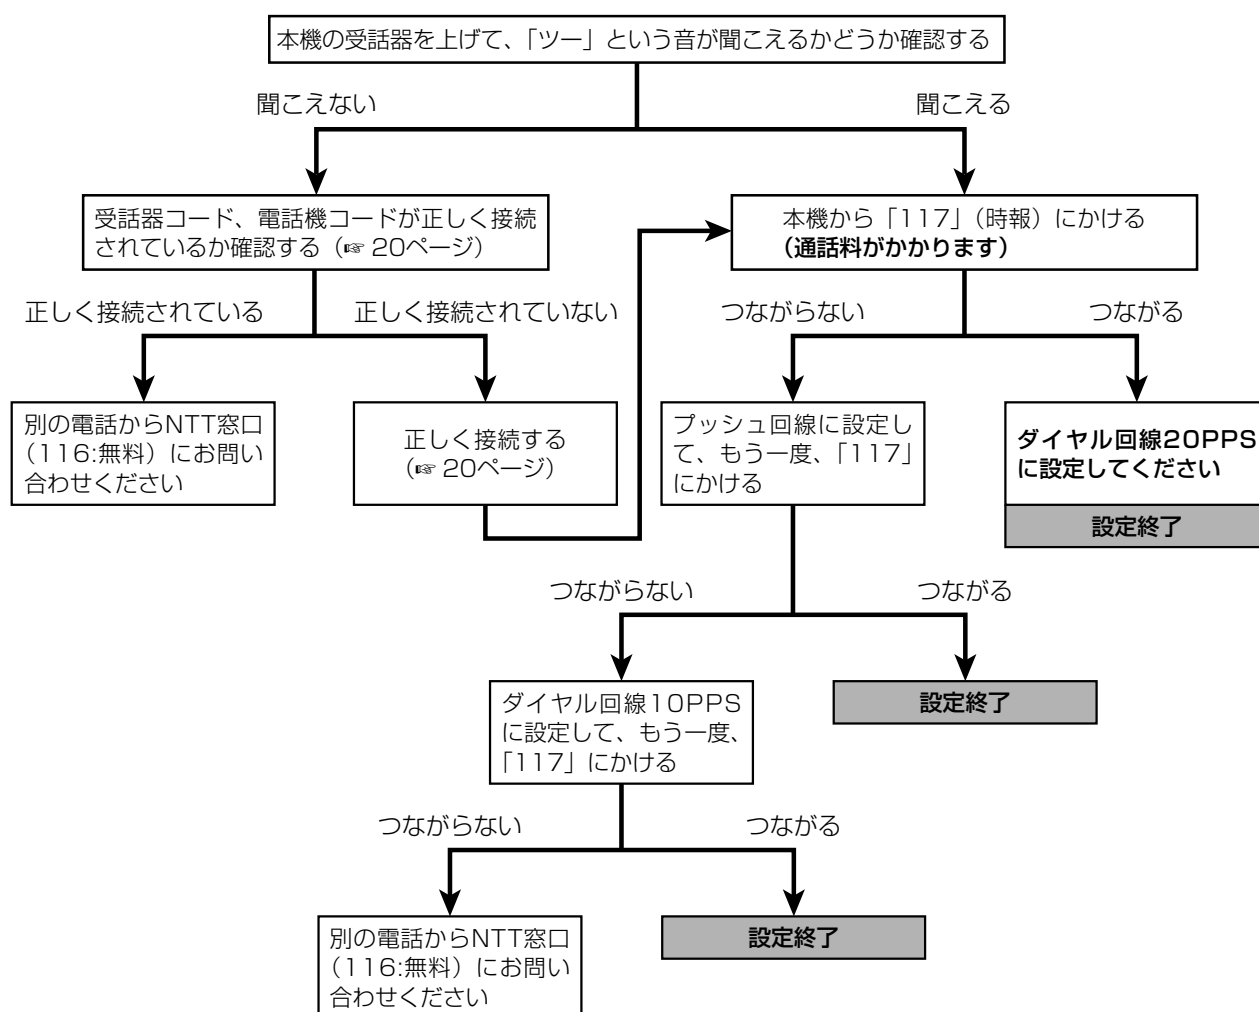 本機の受話器を上げて、「ツー」という音が聞こえるかどうか確認する
聞こえない
聞こえる
受話器コード、電話機コードが正しく接続
されているか確認する（☞ 20ページ）
本機から「117」（時報）にかける
（通話料がかかります）
正しく接続されている
正しく接続されていない
つながらない
つながる
別の電話からNTT窓口
（116:無料）にお問い
合わせください
正しく接続する
（☞ 20ページ）
プッシュ回線に設定し
て、もう一度、「117」
にかける
ダイヤル回線20PPS
に設定してください
設定終了
つながらない
つながる
ダイヤル回線10PPS
に設定して、もう一度、
「117」にかける
設定終了
つながらない
つながる
別の電話からNTT窓口
（116:無料）にお問い
合わせください
設定終了